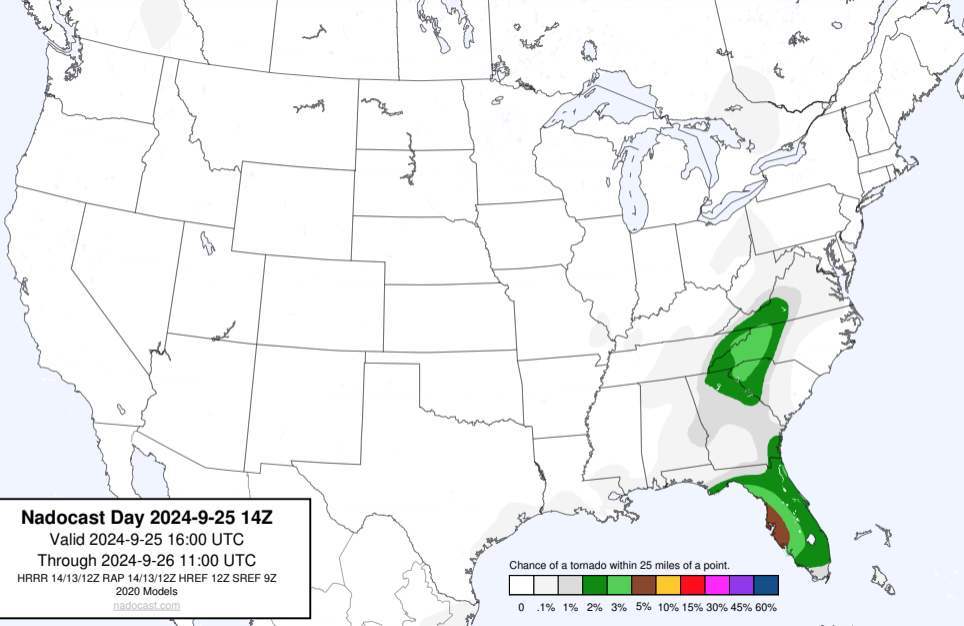 Nadocast Day 2024-9-25 14Z
Valid 2024-9-25 16:00 UTC
Through 2024-9-26 11:00 UTC
HRRR 14/13/12Z RAP 14/13/12Z HREF 12Z SREF 9Z
2020 Models
nadocast.com
Chance of a tornado within 25 miles of a point.
0 .1% 1% 2% 3% 5% 10% 15% 30% 45% 60%